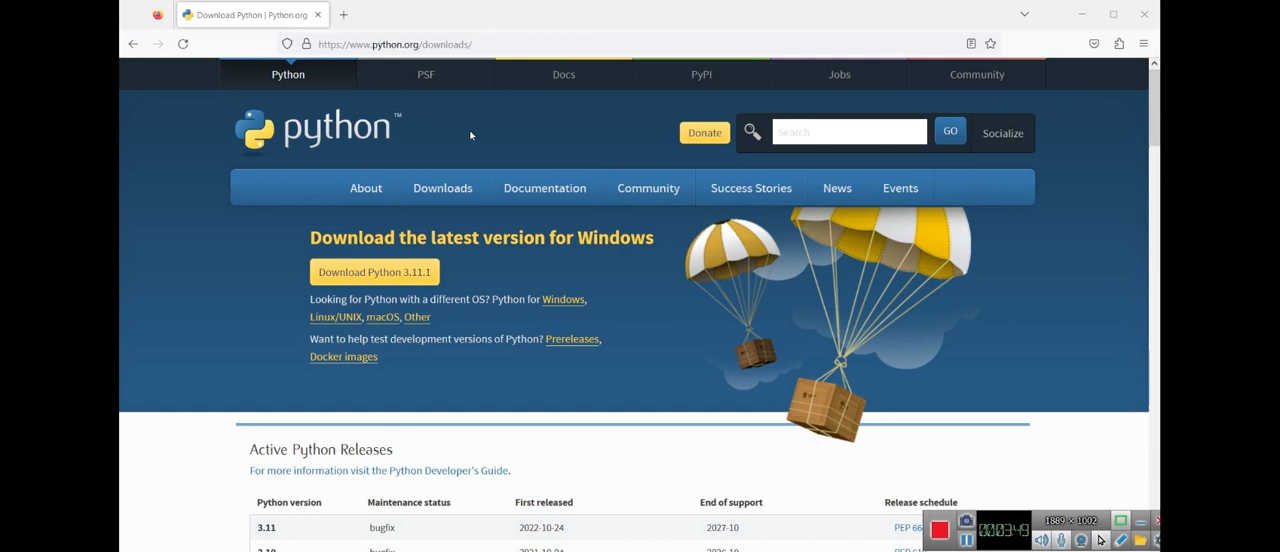 Download Python | Python.org
https://www.python.org/downloads/
Python PSF Docs PyPI Jobs Community
python™
Donate Search GO Socialize
About Downloads Documentation Community Success Stories News Events
Download the latest version for Windows
Download Python 3.11.1
Looking for Python with a different OS? Python for Windows,
Linux/UNIX, macOS, Other
Want to help test development versions of Python? Prereleases,
Docker images
Active Python Releases
For more information visit the Python Developer's Guide.
Python version Maintenance status First released End of support Release schedule
3.11 bugfix 2022-10-24 2027-10 PEP 66
1889 × 1002